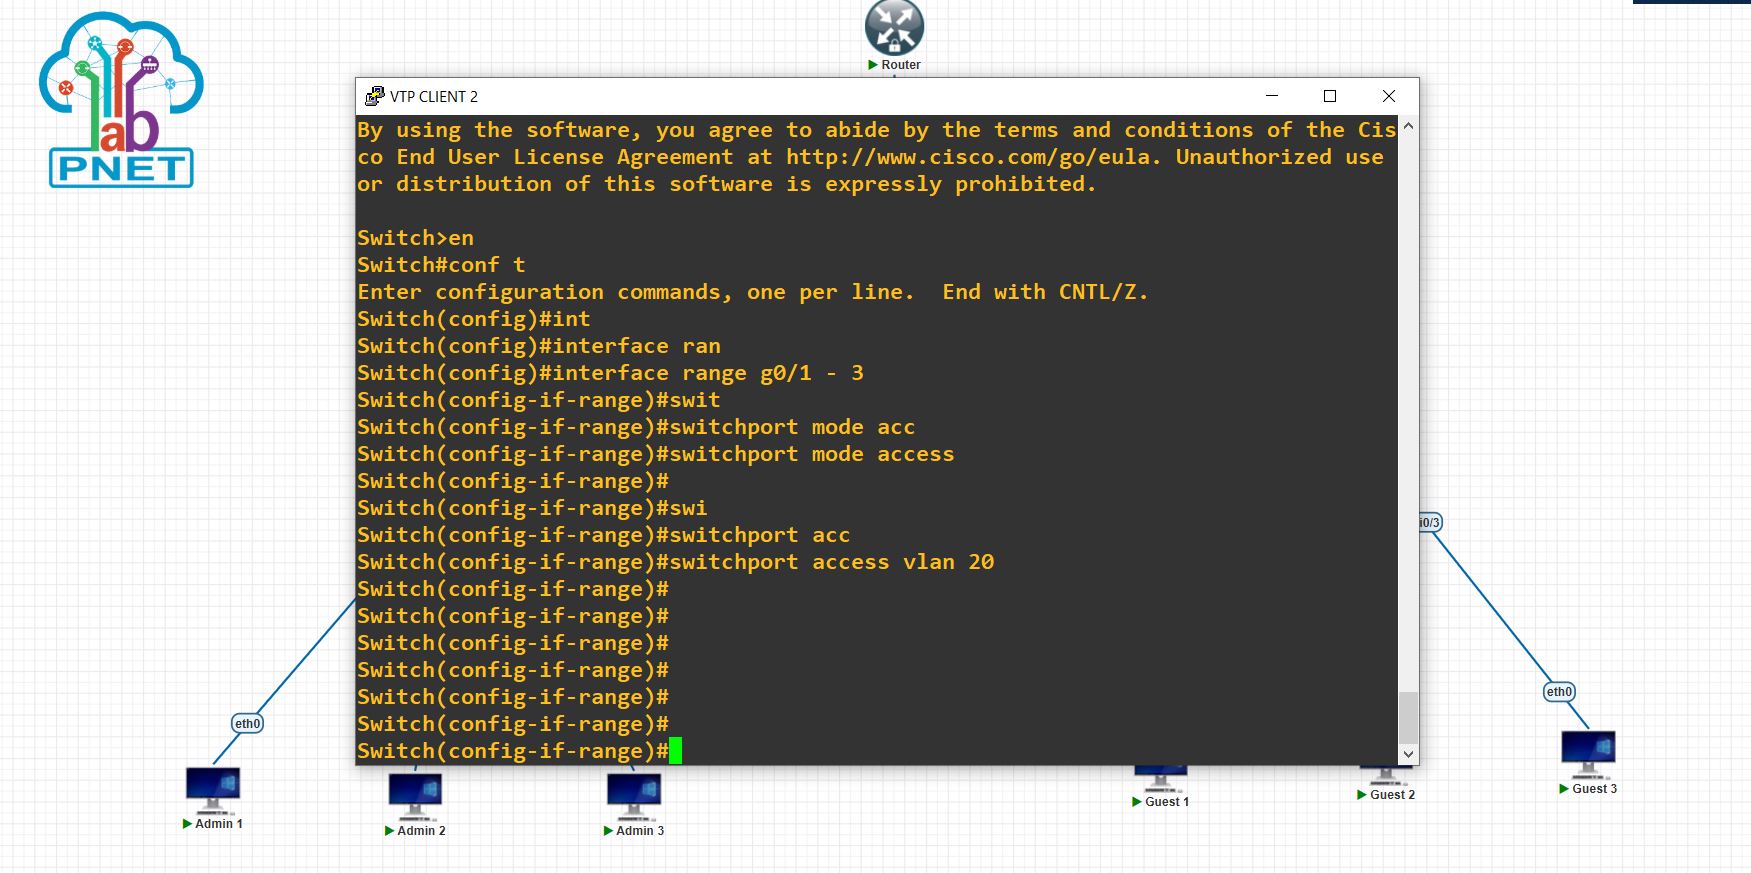 Router
lab
PNET
VTP CLIENT 2
By using the software, you agree to abide by the terms and conditions of the Cis
co End User License Agreement at http://www.cisco.com/go/eula. Unauthorized use
or distribution of this software is expressly prohibited.
Switch>en
Switch#conf t
Enter configuration commands, one per line.  End with CNTL/Z.
Switch(config)#int
Switch(config)#interface ran
Switch(config)#interface range g0/1 - 3
Switch(config-if-range)#swit
Switch(config-if-range)#switchport mode acc
Switch(config-if-range)#switchport mode access
Switch(config-if-range)#
Switch(config-if-range)#swi
Switch(config-if-range)#switchport acc
Switch(config-if-range)#switchport access vlan 20
Switch(config-if-range)#
Switch(config-if-range)#
Switch(config-if-range)#
Switch(config-if-range)#
Switch(config-if-range)#
Switch(config-if-range)#
Switch(config-if-range)#
i0/3
eth0
eth0
Admin 1
Admin 2
Admin 3
Guest 1
Guest 2
Guest 3